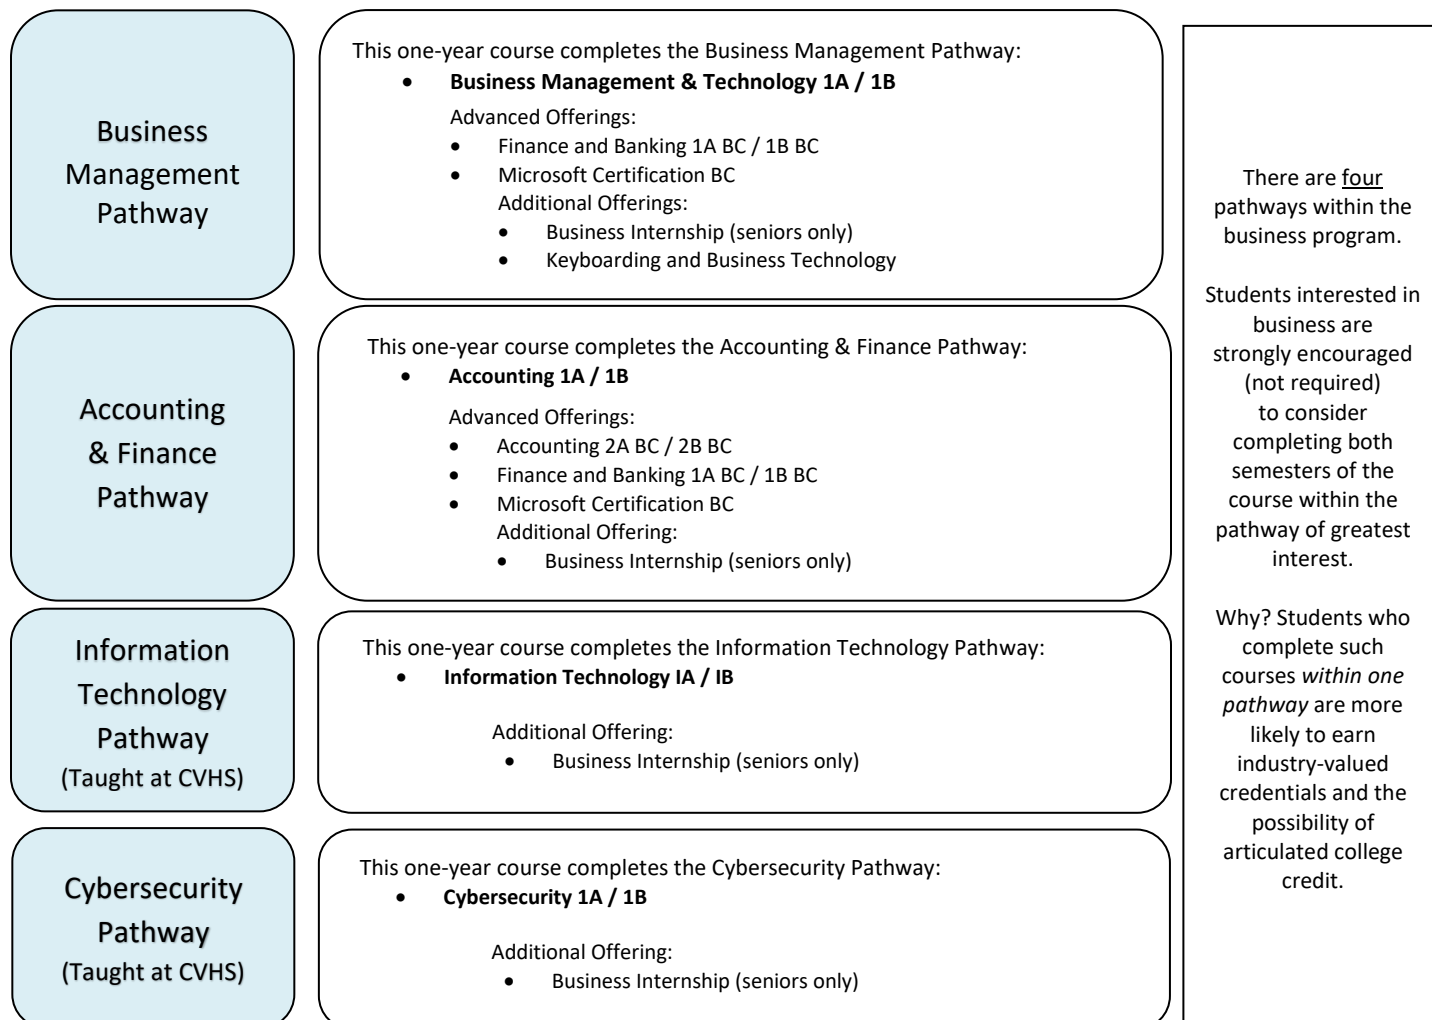 Business
Management
Pathway
This one-year course completes the Business Management Pathway:
• Business Management & Technology 1A / 1B
Advanced Offerings:
• Finance and Banking 1A BC / 1B BC
• Microsoft Certification BC
Additional Offerings:
• Business Internship (seniors only)
• Keyboarding and Business Technology
Accounting
& Finance
Pathway
This one-year course completes the Accounting & Finance Pathway:
• Accounting 1A / 1B
Advanced Offerings:
• Accounting 2A BC / 2B BC
• Finance and Banking 1A BC / 1B BC
• Microsoft Certification BC
Additional Offering:
• Business Internship (seniors only)
Information
Technology
Pathway
(Taught at CVHS)
This one-year course completes the Information Technology Pathway:
• Information Technology IA / IB
Additional Offering:
• Business Internship (seniors only)
Cybersecurity
Pathway
(Taught at CVHS)
This one-year course completes the Cybersecurity Pathway:
• Cybersecurity 1A / 1B
Additional Offering:
• Business Internship (seniors only)
There are four
pathways within the
business program.
Students interested in
business are
strongly encouraged
(not required)
to consider
completing both
semesters of the
course within the
pathway of greatest
interest.
Why? Students who
complete such
courses within one
pathway are more
likely to earn
industry-valued
credentials and the
possibility of
articulated college
credit.